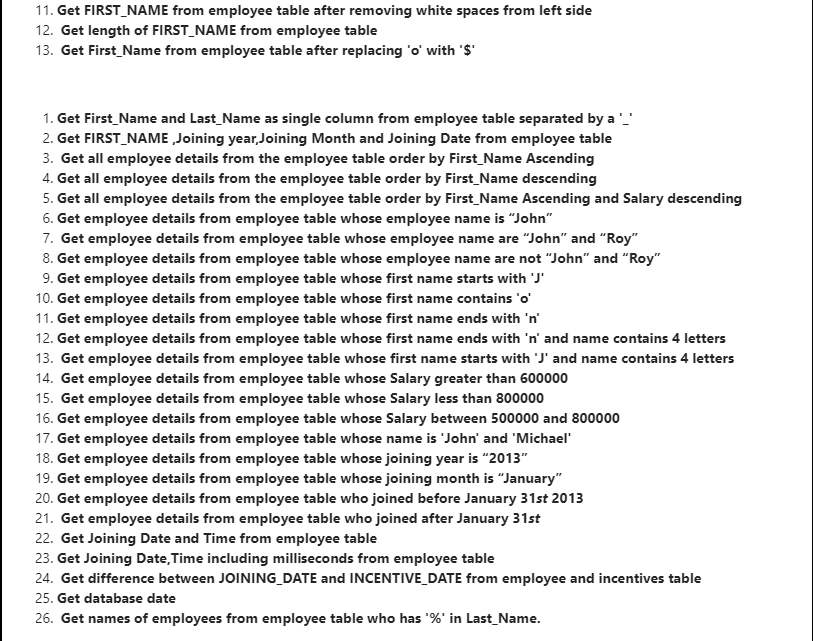 11. Get FIRST_NAME from employee table after removing white spaces from left side
12. Get length of FIRST_NAME from employee table
13. Get First_Name from employee table after replacing 'o' with '$'
1. Get First_Name and Last_Name as single column from employee table separated by a '_'
2. Get FIRST_NAME ,Joining year,Joining Month and Joining Date from employee table
3. Get all employee details from the employee table order by First_Name Ascending
4. Get all employee details from the employee table order by First_Name descending
5. Get all employee details from the employee table order by First_Name Ascending and Salary descending
6. Get employee details from employee table whose employee name is “John”
7. Get employee details from employee table whose employee name are “John” and “Roy”
8. Get employee details from employee table whose employee name are not “John” and “Roy”
9. Get employee details from employee table whose first name starts with 'J'
10. Get employee details from employee table whose first name contains 'o'
11. Get employee details from employee table whose first name ends with 'n'
12. Get employee details from employee table whose first name ends with 'n' and name contains 4 letters
13. Get employee details from employee table whose first name starts with 'J' and name contains 4 letters
14. Get employee details from employee table whose Salary greater than 600000
15. Get employee details from employee table whose Salary less than 800000
16. Get employee details from employee table whose Salary between 500000 and 800000
17. Get employee details from employee table whose name is 'John' and 'Michael'
18. Get employee details from employee table whose joining year is “2013”
19. Get employee details from employee table whose joining month is “January”
20. Get employee details from employee table who joined before January 31st 2013
21. Get employee details from employee table who joined after January 31st
22. Get Joining Date and Time from employee table
23. Get Joining Date,Time including milliseconds from employee table
24. Get difference between JOINING_DATE and INCENTIVE_DATE from employee and incentives table
25. Get database date
26. Get names of employees from employee table who has '%' in Last_Name.